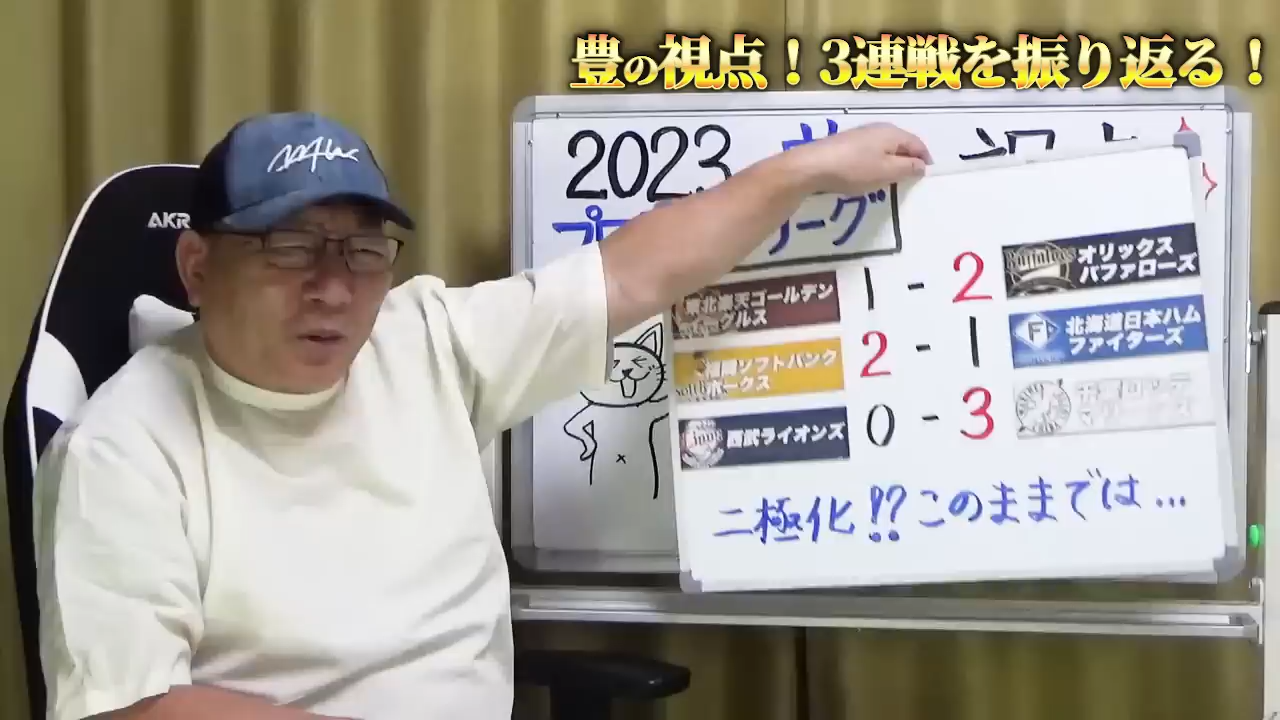 豊の視点！3連戦を振り返る！
2023
ーグ
AKR
東北楽天ゴールデン
1 - 2
オリックス
バファローズ
福岡ソフトバンク
ホークス
2 - 1
F
北海道日本ハム
ファイターズ
西武ライオンズ
0 - 3
二極化!?このままでは...